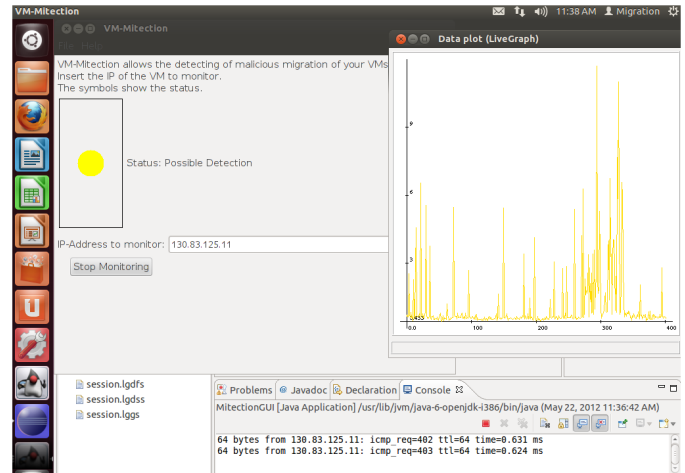 VM-Mitection
11:38 AM
Migration
VM-Mitection
File Help
VM-Mitection allows the detecting of malicious migration of your VMs
Insert the IP of the VM to monitor.
The symbols show the status.
Status: Possible Detection
IP-Address to monitor: 130.83.125.11
Stop Monitoring
Data plot (LiveGraph)
9
6
3
0.0 100 200 300 400
session.lgdfs
session.lgdss
session.lggs
Problems @ Javadoc Declaration Console
MitectionGUI [Java Application] /usr/lib/jvm/java-6-openjdk-i386/bin/java (May 22, 2012 11:36:42 AM)
64 bytes from 130.83.125.11: icmp_req=402 ttl=64 time=0.631 ms
64 bytes from 130.83.125.11: icmp_req=403 ttl=64 time=0.624 ms